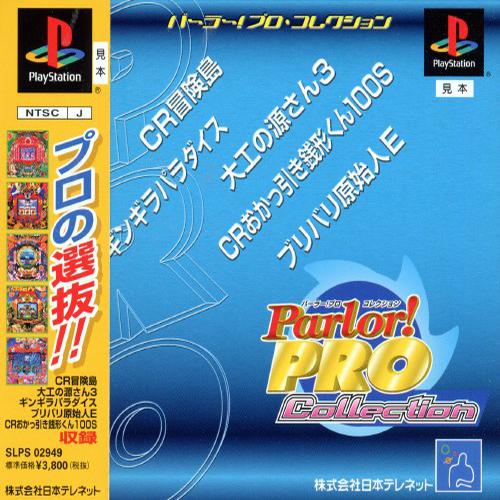 PlayStation
見本
NTSC J
プロの選抜!!
CR冒険島
大工の源さん3
ギンギラパラダイス
ブリバリ原始人E
CRおかっ引き銭形くん100S
収録
SLPS 02949
標準価格¥3,800(税抜)
株式会社日本テレネット
パーラー!プロ・コレクション
PlayStation
見本
CR冒険島
ギンギラパラダイス
大工の源さん3
CRおかっ引き銭形くん100S
ブリバリ原始人E
パーラー!プロ コレクション
Parlor!
PRO
Collection
株式会社日本テレネット